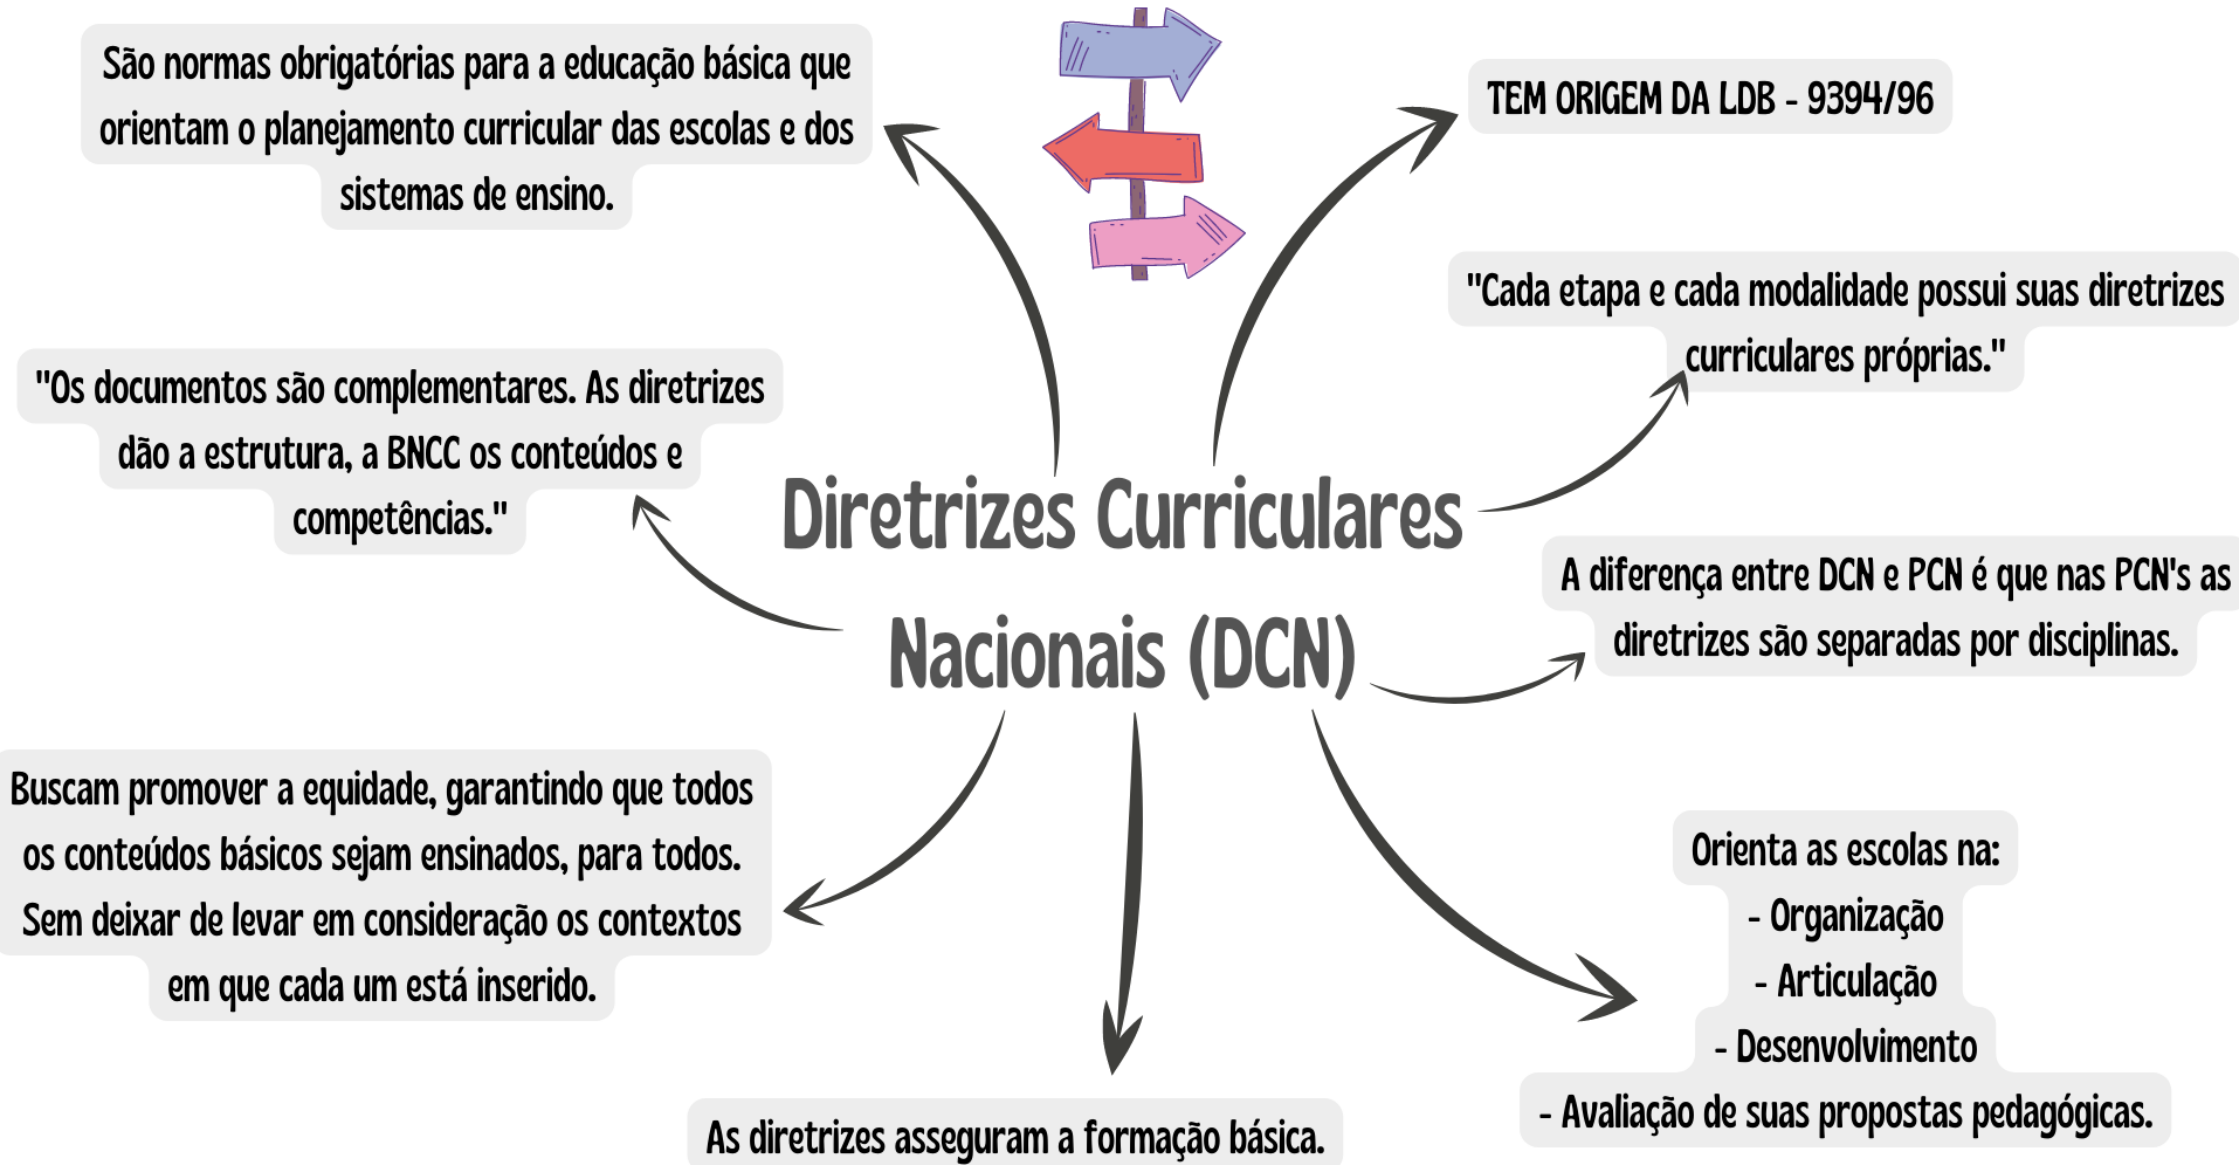 São normas obrigatórias para a educação básica que
orientam o planejamento curricular das escolas e dos
sistemas de ensino.
TEM ORIGEM DA LDB - 9394/96
"Cada etapa e cada modalidade possui suas diretrizes
curriculares próprias."
"Os documentos são complementares. As diretrizes
dão a estrutura, a BNCC os conteúdos e
competências."
Diretrizes Curriculares
Nacionais (DCN)
A diferença entre DCN e PCN é que nas PCN's as
diretrizes são separadas por disciplinas.
Buscam promover a equidade, garantindo que todos
os conteúdos básicos sejam ensinados, para todos.
Sem deixar de levar em consideração os contextos
em que cada um está inserido.
Orienta as escolas na:
- Organização
- Articulação
- Desenvolvimento
- Avaliação de suas propostas pedagógicas.
As diretrizes asseguram a formação básica.